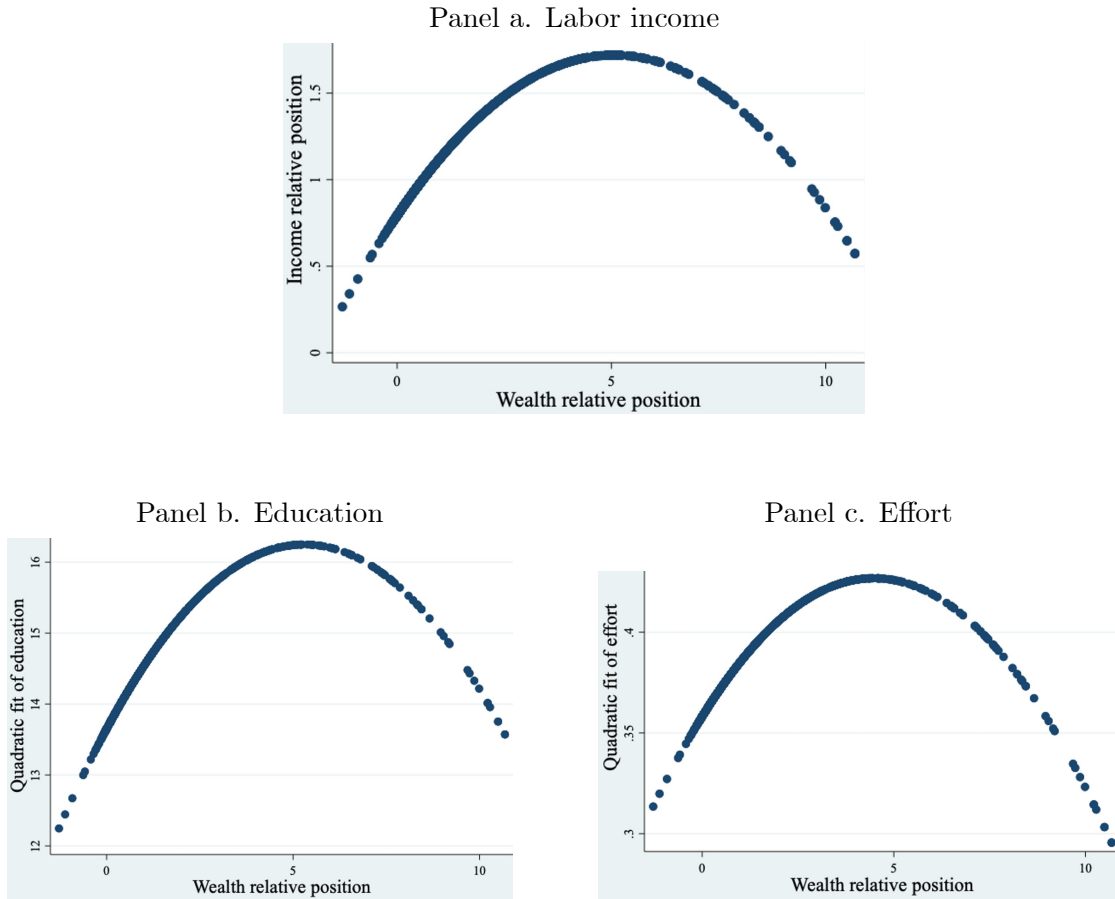 Panel a. Labor income
Income relative position
0
.5
1
1.5
0
5
10
Wealth relative position
Panel b. Education
Quadratic fit of education
12
13
14
15
16
0
5
10
Wealth relative position
Panel c. Effort
Quadratic fit of effort
.3
.35
.4
0
5
10
Wealth relative position